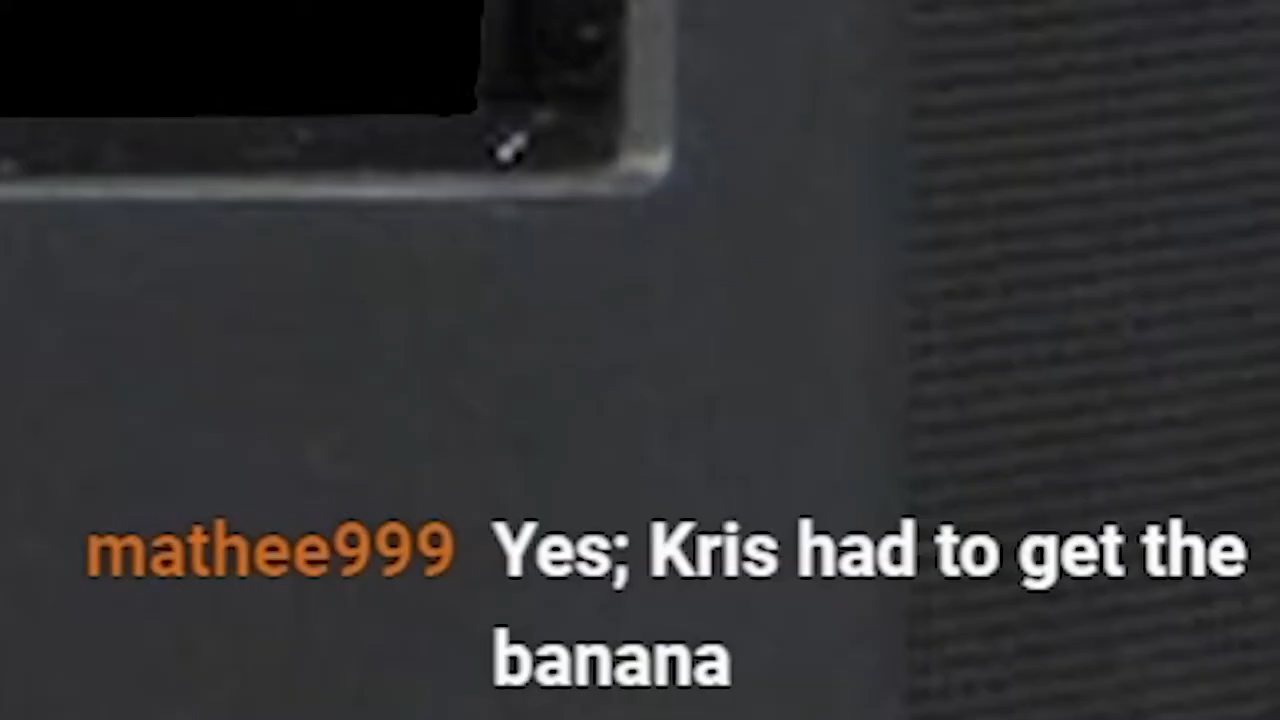 mathee999 Yes; Kris had to get the
banana